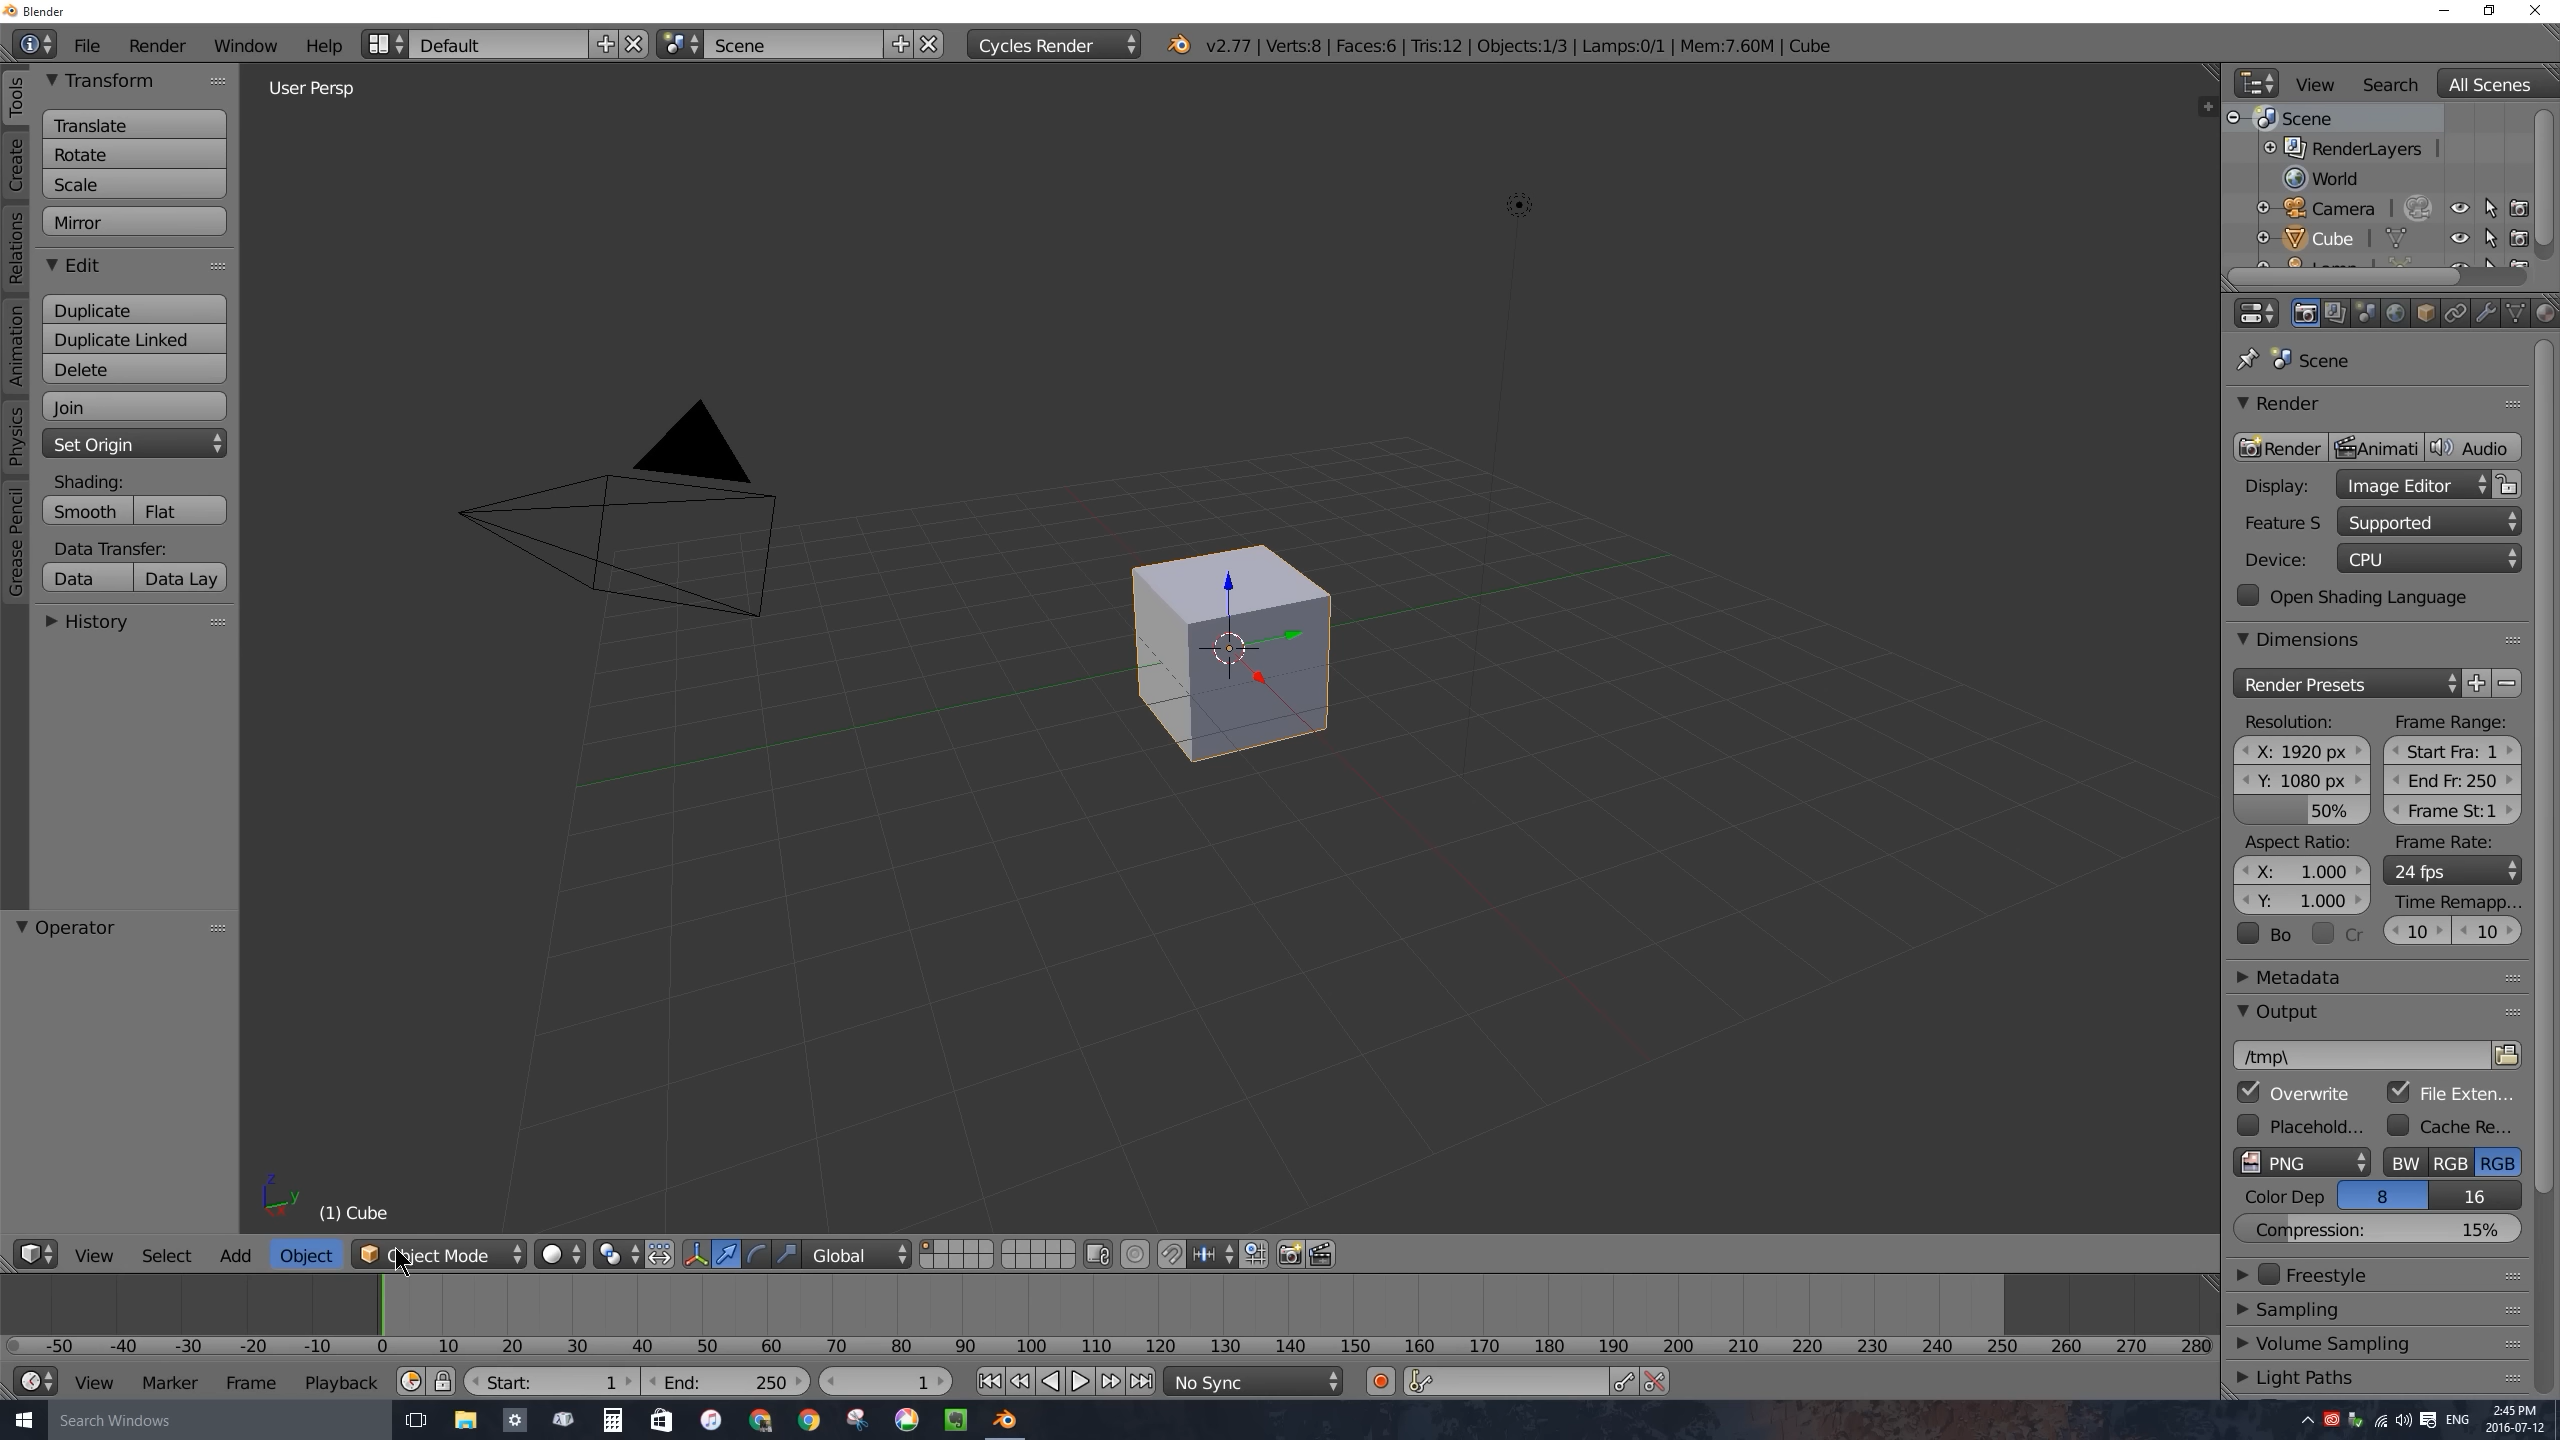 Blender
File Render Window Help Default Scene Cycles Render v2.77 | Verts:8 | Faces:6 | Tris:12 | Objects:1/3 | Lamps:0/1 | Mem:7.60M | Cube
Tools
Create
Relations
Animation
Physics
Grease Pencil
Transform
Translate
Rotate
Scale
Mirror
Edit
Duplicate
Duplicate Linked
Delete
Join
Set Origin
Shading:
Smooth Flat
Data Transfer:
Data Data Lay
History
Operator
User Persp
z
y
x
(1) Cube
View Select Add Object Object Mode Global
-50 -40 -30 -20 -10 0 10 20 30 40 50 60 70 80 90 100 110 120 130 140 150 160 170 180 190 200 210 220 230 240 250 260 270 280
View Marker Frame Playback Start: 1 End: 250 1 No Sync
View Search All Scenes
Scene
RenderLayers |
World
Camera |
Cube |
Scene
Render
Render Animati Audio
Display: Image Editor
Feature S Supported
Device: CPU
Open Shading Language
Dimensions
Render Presets
Resolution: Frame Range:
X: 1920 px Start Fra: 1
Y: 1080 px End Fr: 250
50% Frame St:1
Aspect Ratio: Frame Rate:
X: 1.000 24 fps
Y: 1.000 Time Remapp...
Bo Cr 10 10
Metadata
Output
/tmp\
Overwrite File Exten...
Placehold... Cache Re...
PNG BW RGB RGB
Color Dep 8 16
Compression: 15%
Freestyle
Sampling
Volume Sampling
Light Paths
Search Windows ENG 2:45 PM
2016-07-12